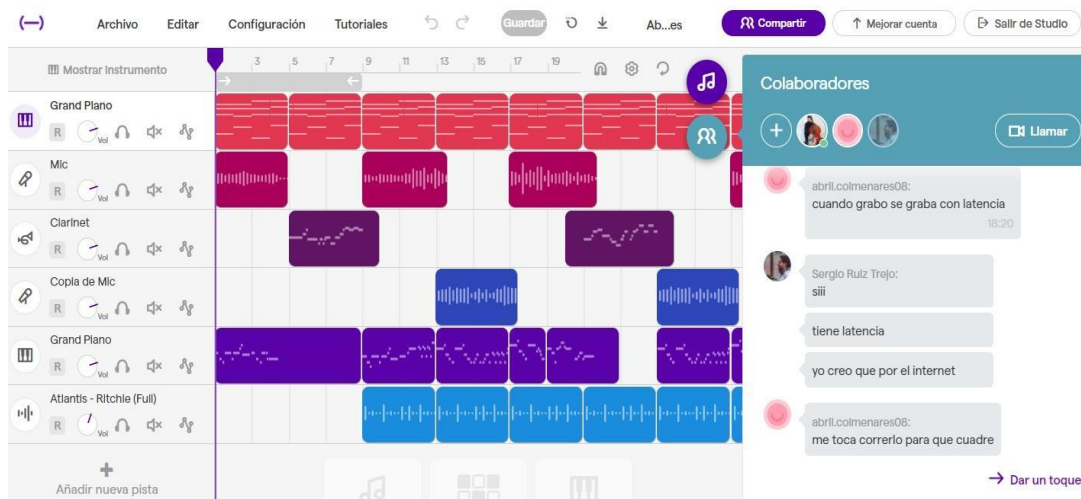 Archivo Editar Configuración Tutoriales Guardar Ab...es Compartir Mejorar cuenta Salir de Studio
Mostrar Instrumento 3 5 7 9 11 13 15 17 19
Colaboradores
Llamar
Grand Piano
R Vol
Mic
R Vol
Clarinet
R Vol
Copia de Mic
R Vol
Grand Piano
R Vol
Atlantis - Ritchie (Full)
R Vol
Añadir nueva pista
abril.colmenares08:
cuando grabo se graba con latencia
18:20
Sergio Ruiz Trejo:
siii
tiene latencia
yo creo que por el internet
abril.colmenares08:
me toca correrlo para que cuadre
Dar un toque